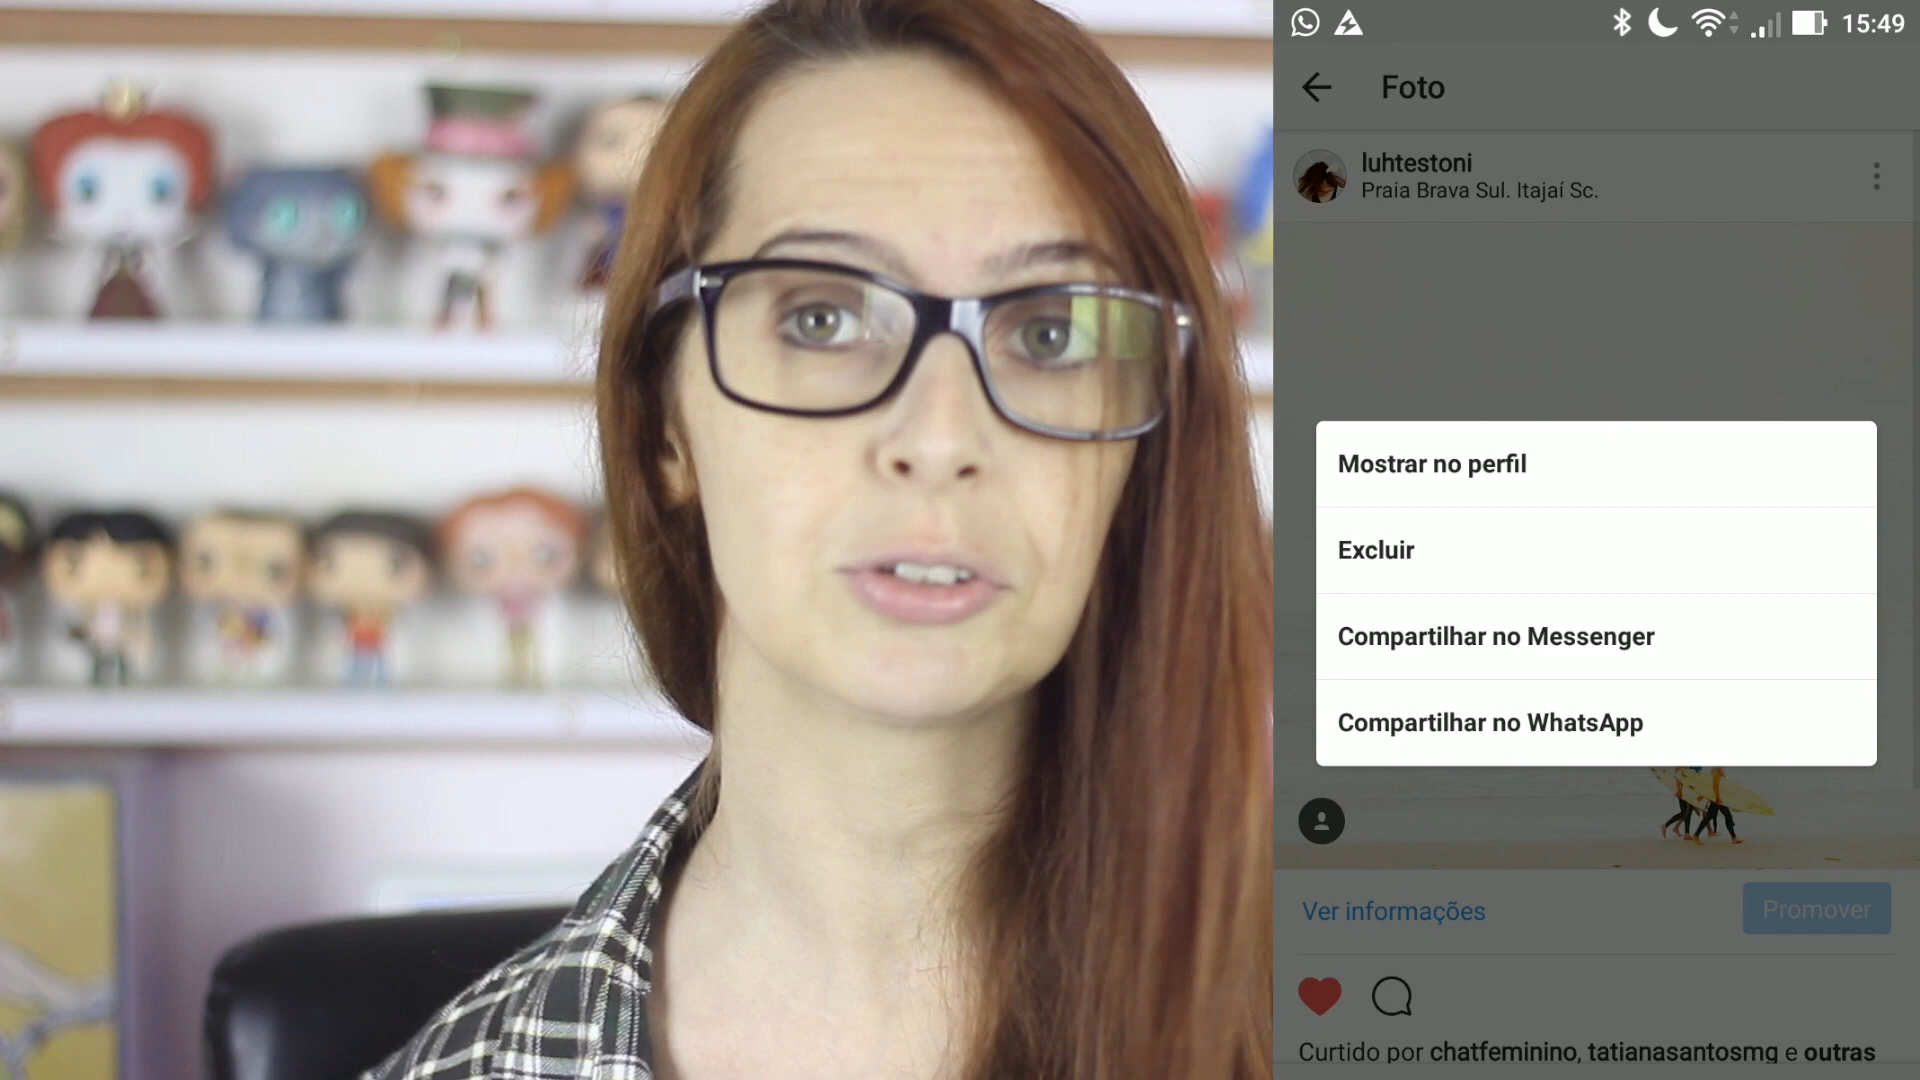 15:49
Foto
luhtestoni
Praia Brava Sul. Itajaí Sc.
Mostrar no perfil
Excluir
Compartilhar no Messenger
Compartilhar no WhatsApp
Ver informações
Promover
Curtido por chatfeminino, tatianasantosmg e outras